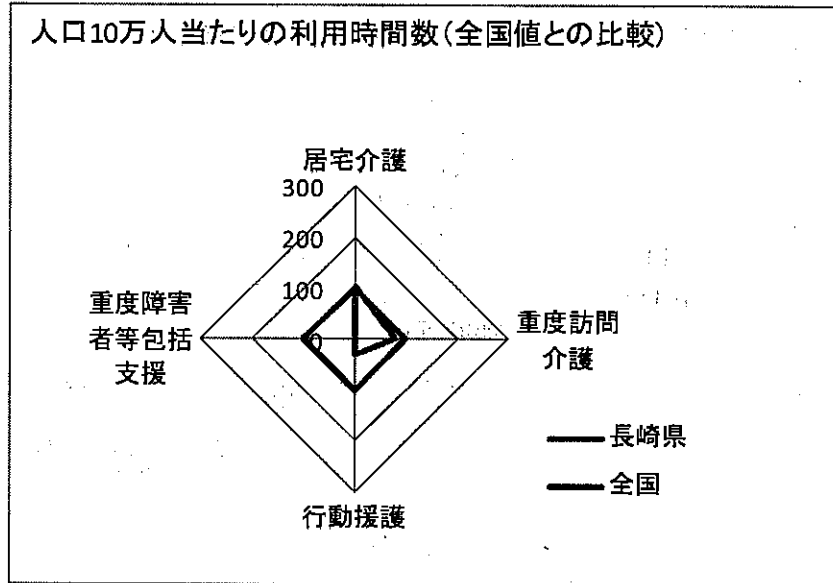 人口10万人当たりの利用時間数(全国値との比較)
居宅介護
300
200
100
0
重度障害
者等包括
支援
重度訪問
介護
行動援護
長崎県
全国